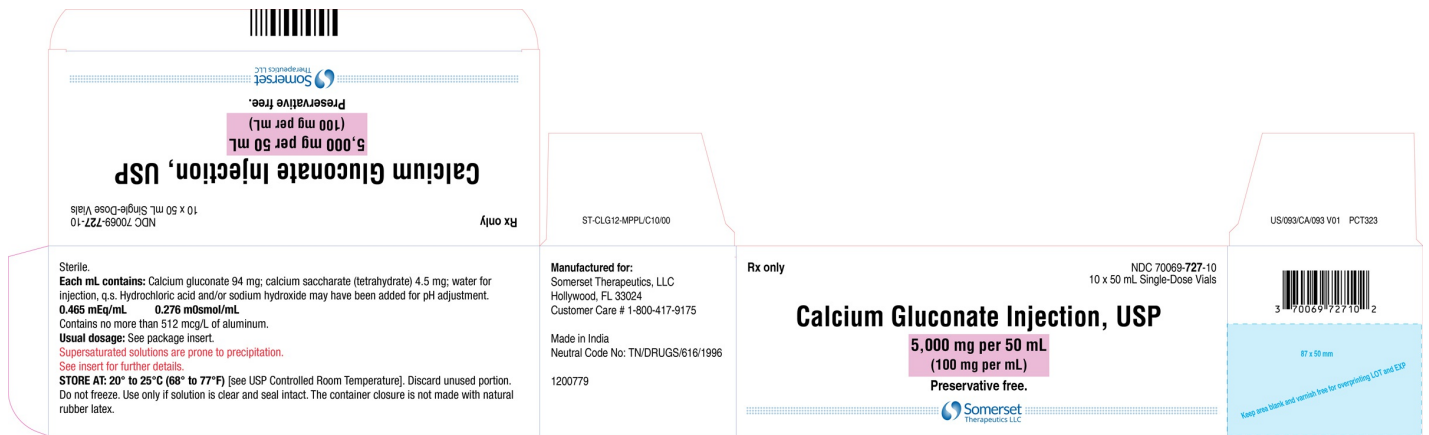 Somerset
Therapeutics LLC
Preservative free.
(100 mg per mL)
5,000 mg per 50 mL
Calcium Gluconate Injection, USP
10 x 50 mL Single-Dose Vials
NDC 70069-727-10
Rx only
ST-CLG12-MPPL/C10/00
US/093/CA/093 V01 PCT323
Sterile.
Each mL contains: Calcium gluconate 94 mg; calcium saccharate (tetrahydrate) 4.5 mg; water for
injection, q.s. Hydrochloric acid and/or sodium hydroxide may have been added for pH adjustment.
0.465 mEq/mL 0.276 mOsmol/mL
Contains no more than 512 mcg/L of aluminum.
Usual dosage: See package insert.
Supersaturated solutions are prone to precipitation.
See insert for further details.
STORE AT: 20° to 25°C (68° to 77°F) [see USP Controlled Room Temperature]. Discard unused portion.
Do not freeze. Use only if solution is clear and seal intact. The container closure is not made with natural
rubber latex.
Manufactured for:
Somerset Therapeutics, LLC
Hollywood, FL 33024
Customer Care # 1-800-417-9175
Made in India
Neutral Code No: TN/DRUGS/616/1996
1200779
Rx only
NDC 70069-727-10
10 x 50 mL Single-Dose Vials
Calcium Gluconate Injection, USP
5,000 mg per 50 mL
(100 mg per mL)
Preservative free.
Somerset
Therapeutics LLC
3 70069 72710 2
87 x 50 mm
Keep area blank and varnish free for overprinting LOT and EXP